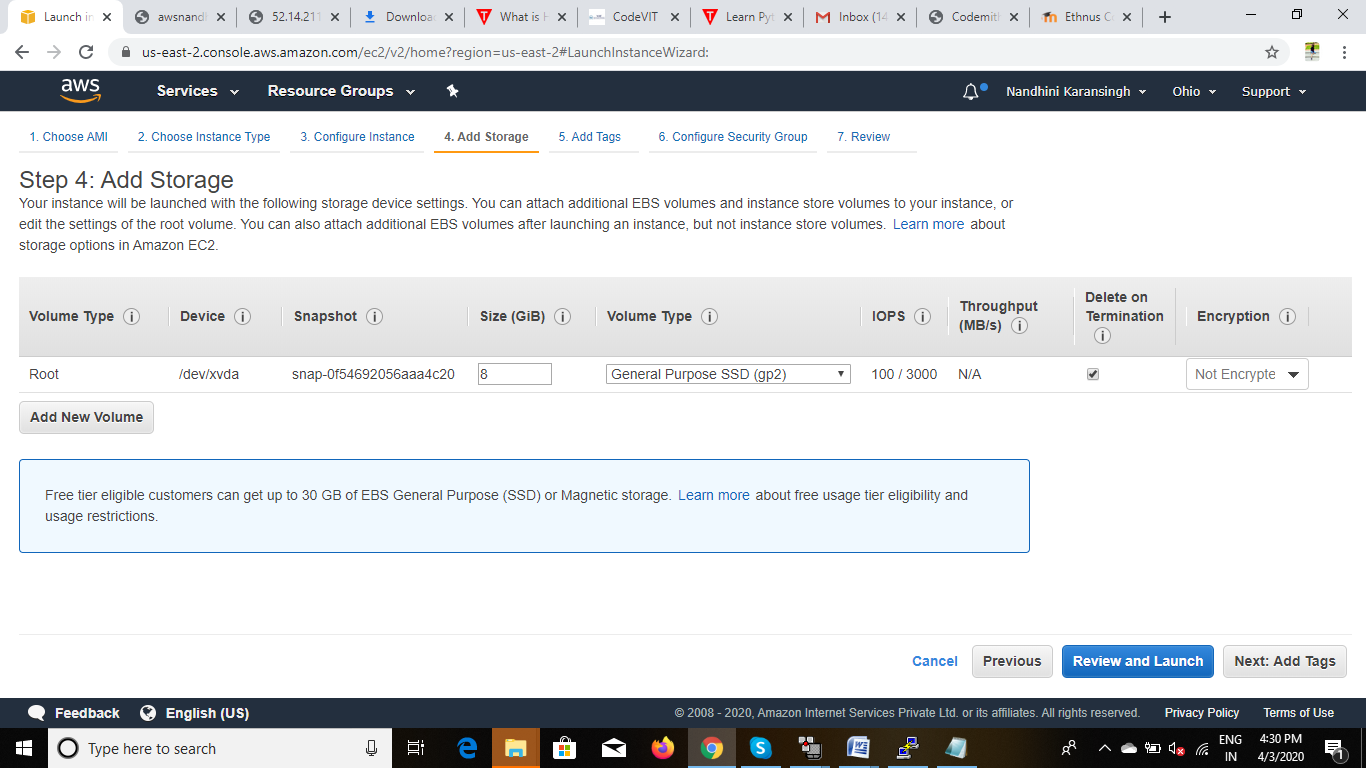 Launch in
awsnand
52.14.211
Downloa
What is H
CodeVIT
Learn Pyt
Inbox (14
Codemith
Ethnus C
us-east-2.console.aws.amazon.com/ec2/v2/home?region=us-east-2#LaunchInstanceWizard:
aws Services Resource Groups Nandhini Karansingh Ohio Support
1. Choose AMI 2. Choose Instance Type 3. Configure Instance 4. Add Storage 5. Add Tags 6. Configure Security Group 7. Review
Step 4: Add Storage
Your instance will be launched with the following storage device settings. You can attach additional EBS volumes and instance store volumes to your instance, or
edit the settings of the root volume. You can also attach additional EBS volumes after launching an instance, but not instance store volumes. Learn more about
storage options in Amazon EC2.
Volume Type Device Snapshot Size (GiB) Volume Type IOPS Throughput (MB/s) Delete on Termination Encryption
Root /dev/xvda snap-0f54692056aaa4c20 8 General Purpose SSD (gp2) 100 / 3000 N/A Not Encrypte
Add New Volume
Free tier eligible customers can get up to 30 GB of EBS General Purpose (SSD) or Magnetic storage. Learn more about free usage tier eligibility and
usage restrictions.
Cancel Previous Review and Launch Next: Add Tags
Feedback English (US) © 2008 - 2020, Amazon Internet Services Private Ltd. or its affiliates. All rights reserved. Privacy Policy Terms of Use
Type here to search
ENG
IN
4:30 PM
4/3/2020
1